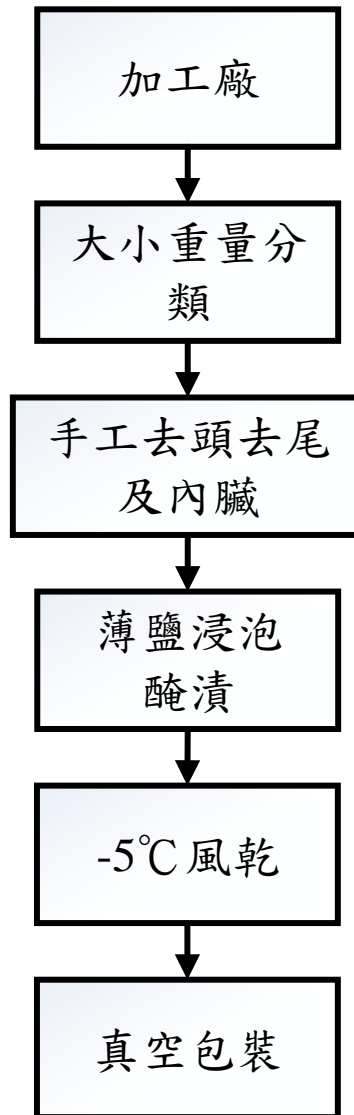 加工廠
大小重量分
類
手工去頭去尾
及內臟
薄鹽浸泡
醃漬
-5℃風乾
真空包裝